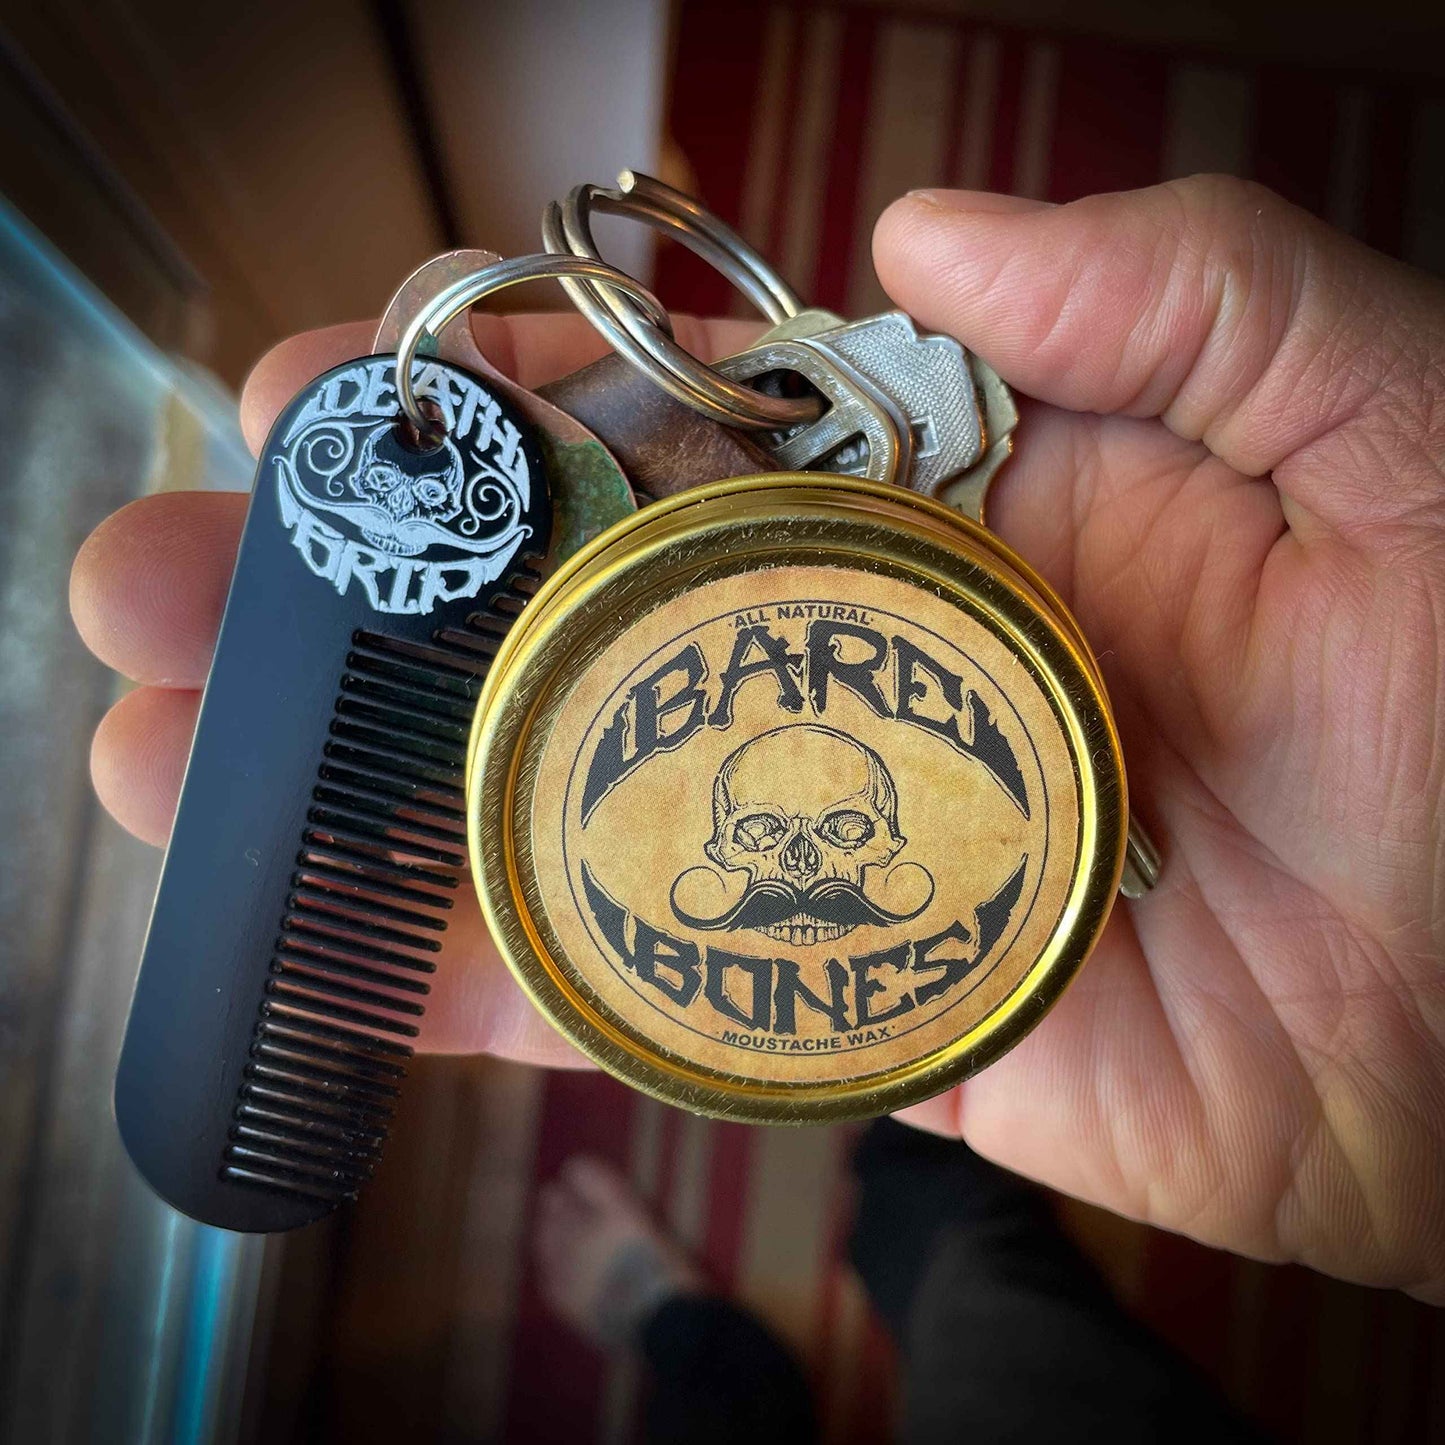 DEATH
GRIP
·ALL NATURAL·
BARE
BONES
·MOUSTACHE WAX·